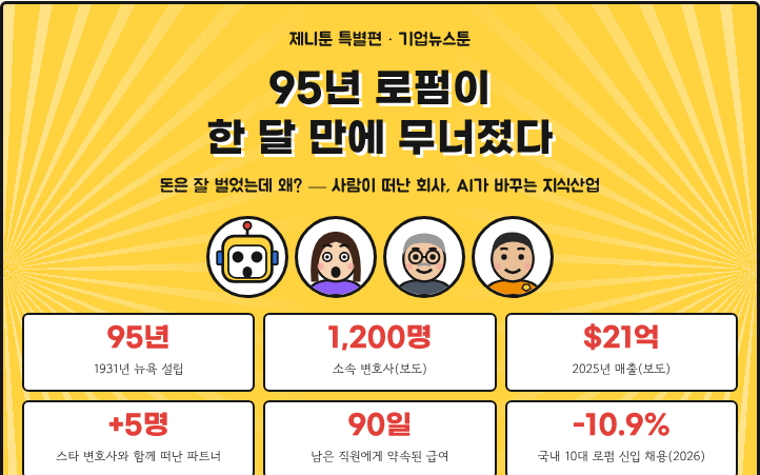 제니툰 특별편 · 기업뉴스툰
95년 로펌이
한 달 만에 무너졌다
돈은 잘 벌었는데 왜? — 사람이 떠난 회사, AI가 바꾸는 지식산업
95년
1931년 뉴욕 설립
1,200명
소속 변호사(보도)
$21억
2025년 매출(보도)
+5명
스타 변호사와 함께 떠난 파트너
90일
남은 직원에게 약속된 급여
-10.9%
국내 10대 로펌 신입 채용(2026)